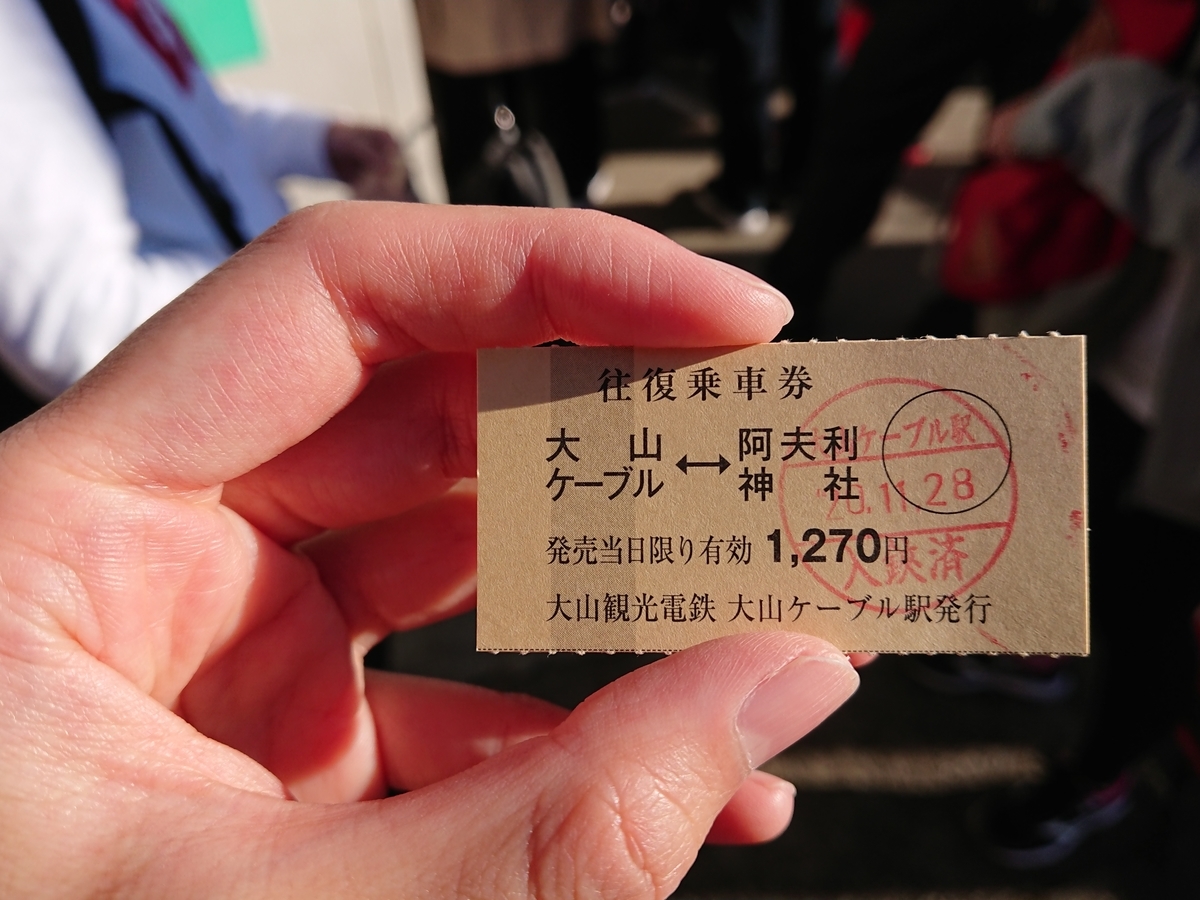 往復乗車券
大山ケーブル↔阿夫利神社
発売当日限り有効 1,270円
大山観光電鉄 大山ケーブル駅発行
ケーブル駅
20.11.28
入鋏済